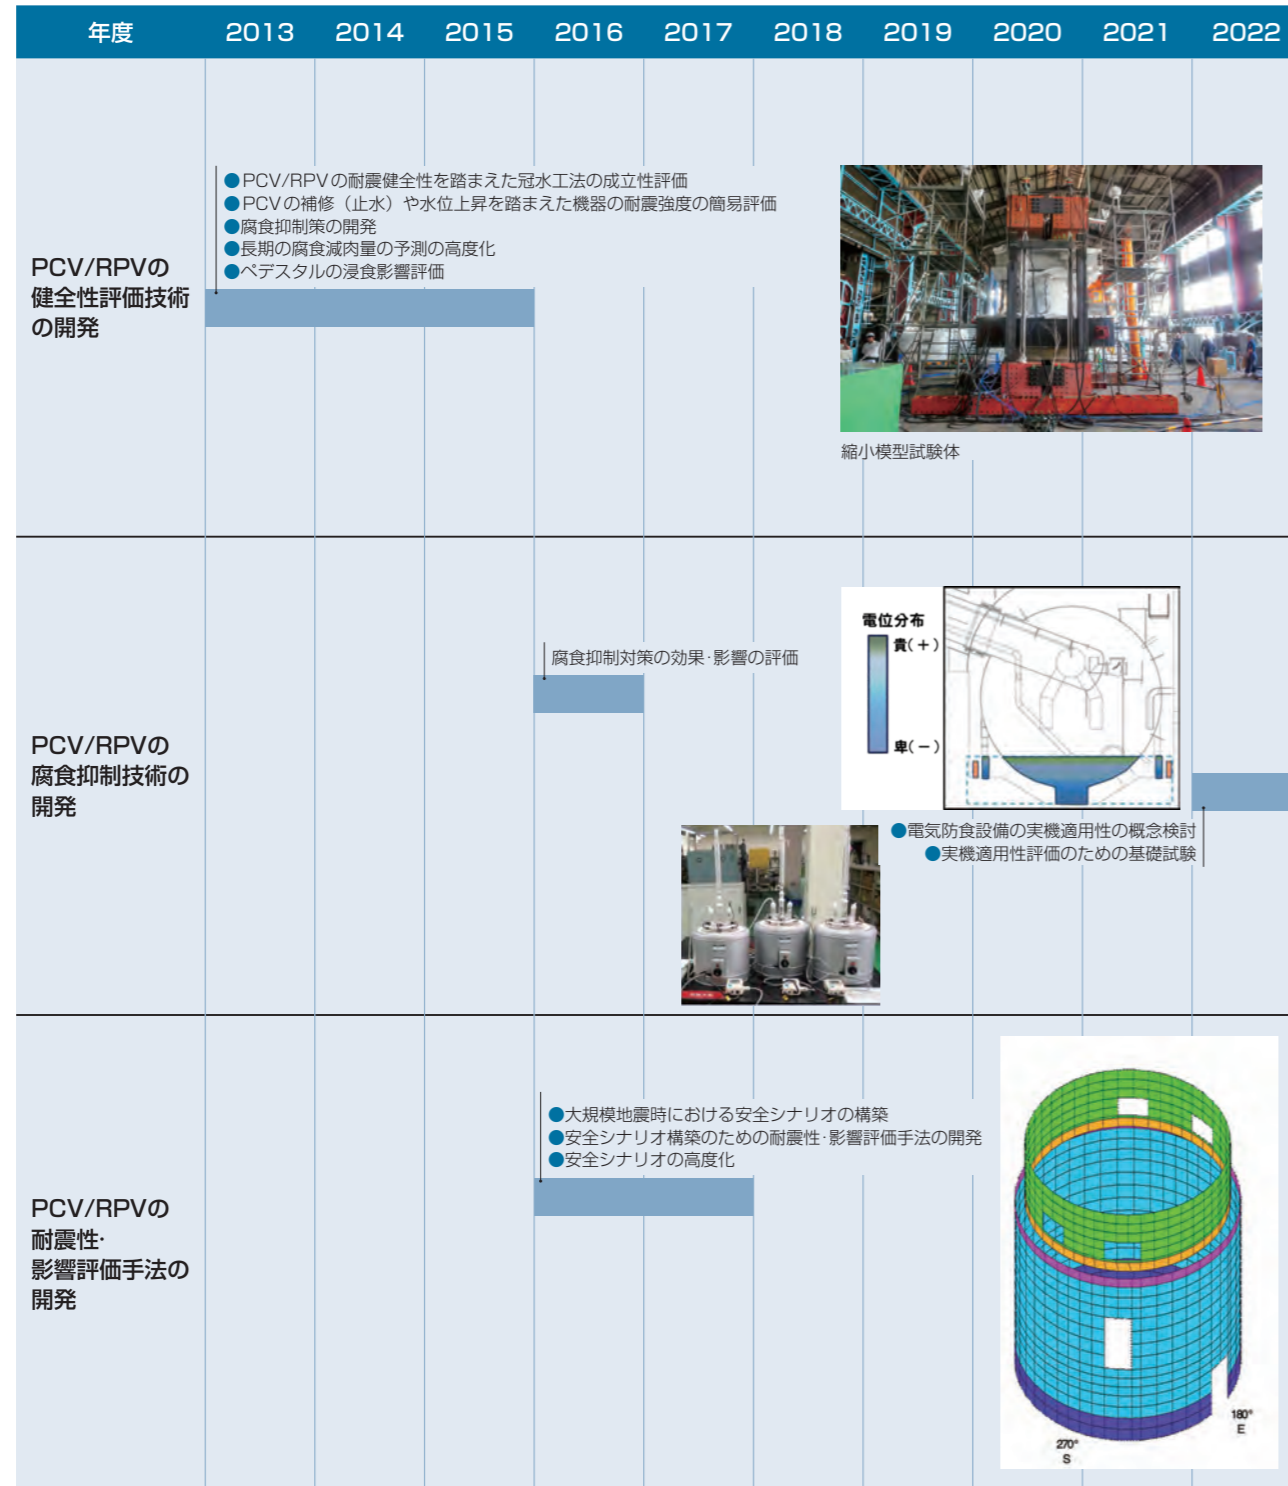 年度 2013 2014 2015 2016 2017 2018 2019 2020 2021 2022
PCV/RPVの
健全性評価技術
の開発
●PCV/RPVの耐震健全性を踏まえた冠水工法の成立性評価
●PCVの補修（止水）や水位上昇を踏まえた機器の耐震強度の簡易評価
●腐食抑制策の開発
●長期の腐食減肉量の予測の高度化
●ペデスタルの浸食影響評価
縮小模型試験体
PCV/RPVの
腐食抑制技術の
開発
腐食抑制対策の効果・影響の評価
電位分布
貴(＋)
卑(－)
●電気防食設備の実機適用性の概念検討
●実機適用性評価のための基礎試験
PCV/RPVの
耐震性・
影響評価手法の
開発
●大規模地震時における安全シナリオの構築
●安全シナリオ構築のための耐震性・影響評価手法の開発
●安全シナリオの高度化
180°
E
270°
S